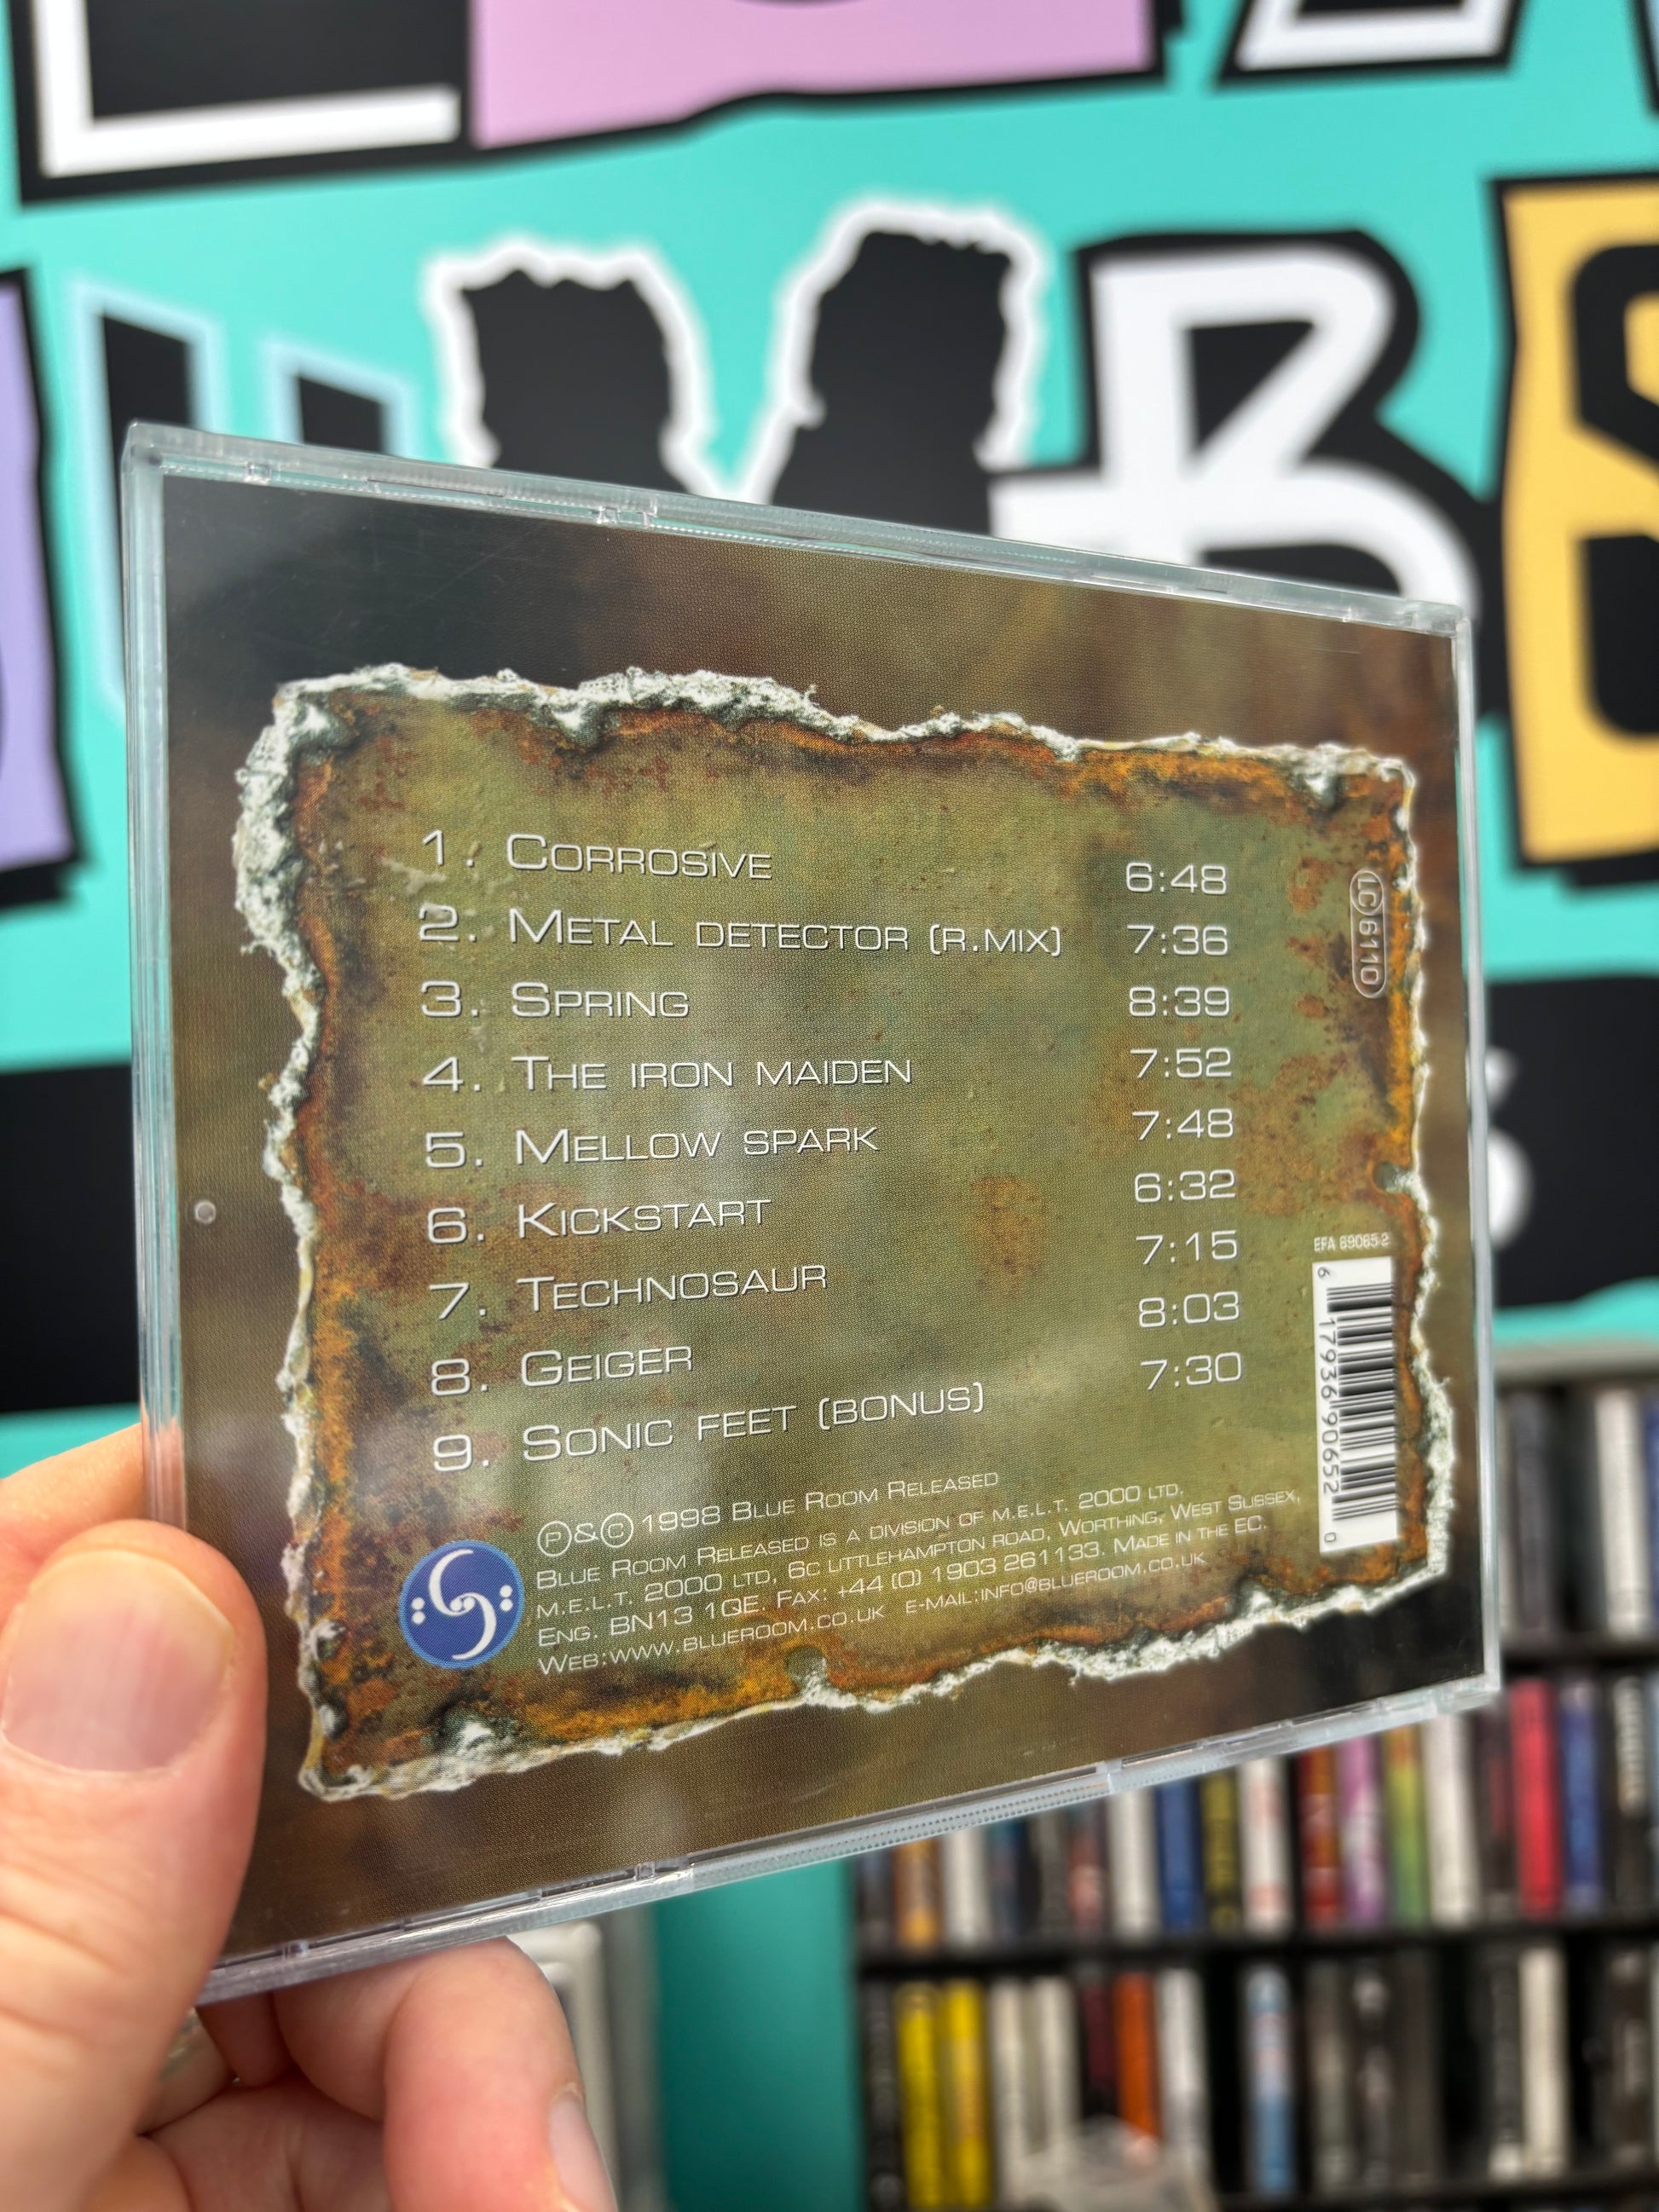 1. CORROSIVE 6:48
2. METAL DETECTOR (R.MIX) 7:36
3. SPRING 8:39
4. THE IRON MAIDEN 7:52
5. MELLOW SPARK 7:48
6. KICKSTART 6:32
7. TECHNOSAUR 7:15
8. GEIGER 8:03
9. SONIC FEET (BONUS) 7:30
LC 6110
EFA 69065-2
6 17936 90652 0
Ⓟ&Ⓒ 1998 BLUE ROOM RELEASED
BLUE ROOM RELEASED IS A DIVISION OF M.E.L.T. 2000 LTD.
M.E.L.T. 2000 LTD, 6C LITTLEHAMPTON ROAD, WORTHING, WEST SUSSEX,
ENG. BN13 1QE. FAX: +44 (0) 1903 261133. MADE IN THE EC.
WEB:WWW.BLUEROOM.CO.UK E-MAIL:INFO@BLUEROOM.CO.UK